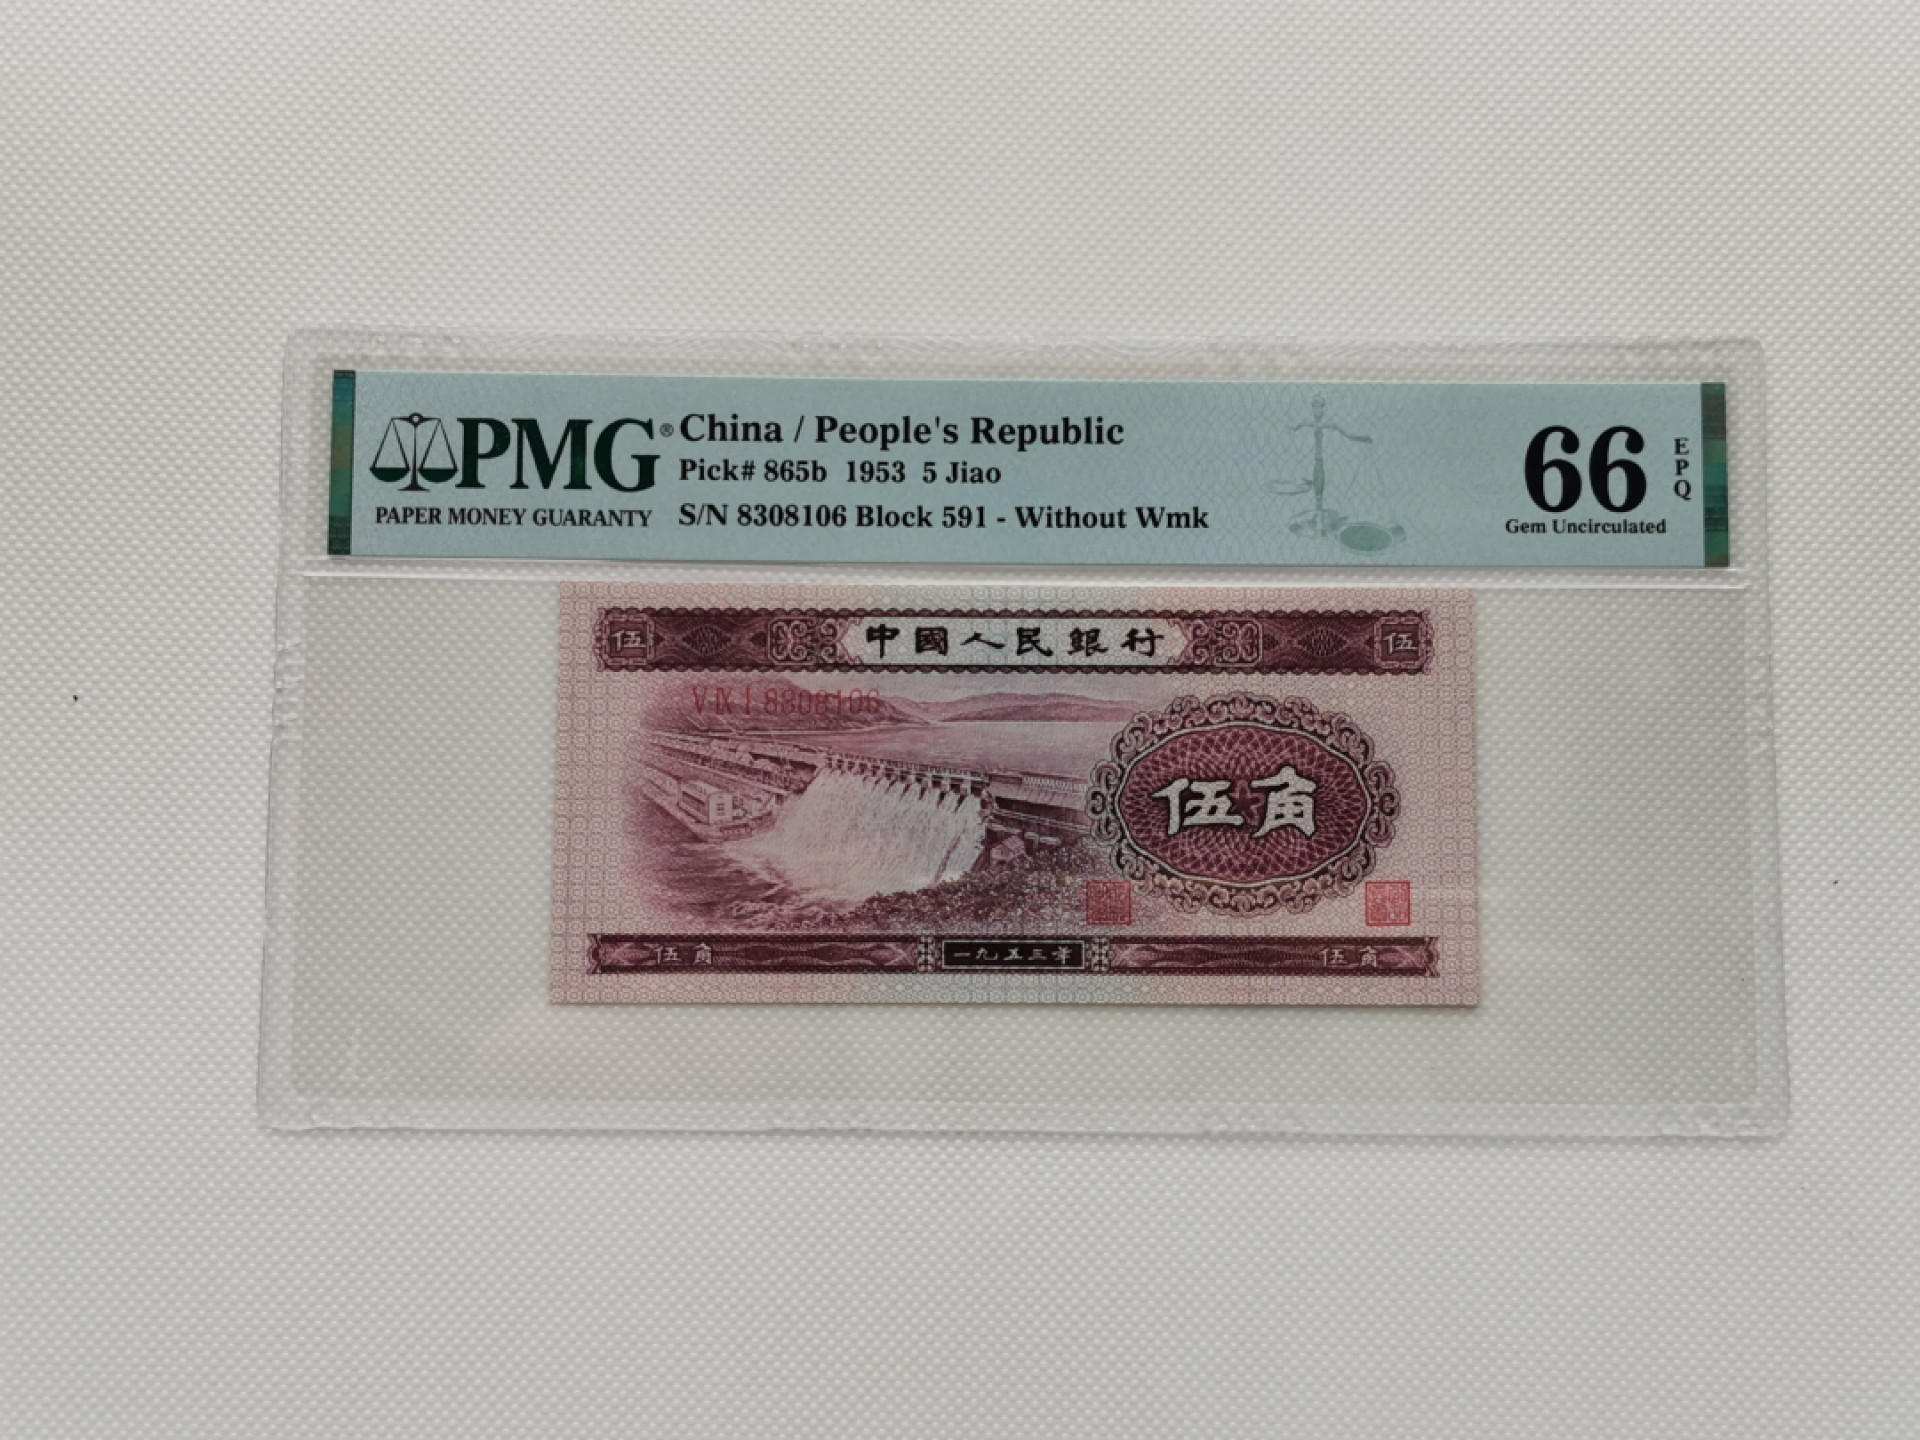 PMG®
PAPER MONEY GUARANTY
China / People's Republic
Pick# 865b 1953 5 Jiao
S/N 8308106 Block 591 - Without Wmk
66
EPQ
Gem Uncirculated
伍
中國人民銀行
伍
V IX I 8308106
伍角
伍角
一九五三年
伍角